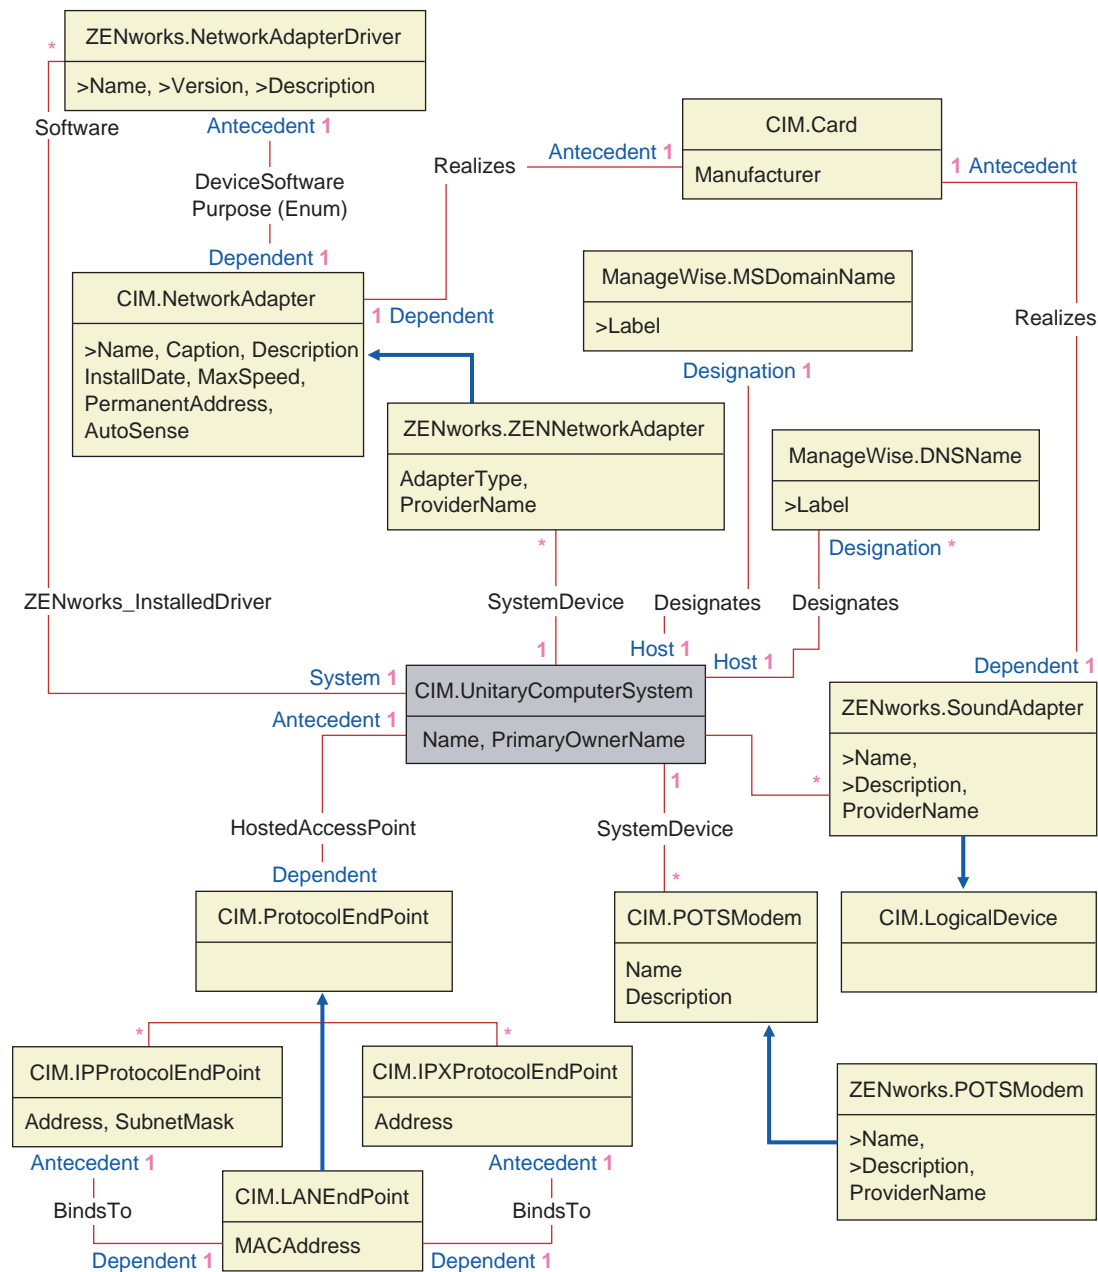 ZENworks.NetworkAdapterDriver
*
>Name, >Version, >Description
Software
Antecedent 1
DeviceSoftware
Purpose (Enum)
Dependent 1
CIM.Card
Manufacturer
Antecedent 1
1 Antecedent
Realizes
Realizes
CIM.NetworkAdapter
>Name, Caption, Description
InstallDate, MaxSpeed,
PermanentAddress,
AutoSense
1 Dependent
ManageWise.MSDomainName
>Label
Designation 1
ZENworks.ZENNetworkAdapter
AdapterType,
ProviderName
*
ManageWise.DNSName
>Label
Designation *
ZENworks_InstalledDriver
SystemDevice
Designates
Designates
1
Host 1
Host 1
Dependent 1
System 1
Antecedent 1
CIM.UnitaryComputerSystem
Name, PrimaryOwnerName
ZENworks.SoundAdapter
>Name,
>Description,
ProviderName
*
1
HostedAccessPoint
SystemDevice
Dependent
*
CIM.ProtocolEndPoint
CIM.POTSModem
Name
Description
CIM.LogicalDevice
*
*
CIM.IPProtocolEndPoint
Address, SubnetMask
CIM.IPXProtocolEndPoint
Address
ZENworks.POTSModem
>Name,
>Description,
ProviderName
Antecedent 1
Antecedent 1
BindsTo
BindsTo
CIM.LANEndPoint
MACAddress
Dependent 1
Dependent 1